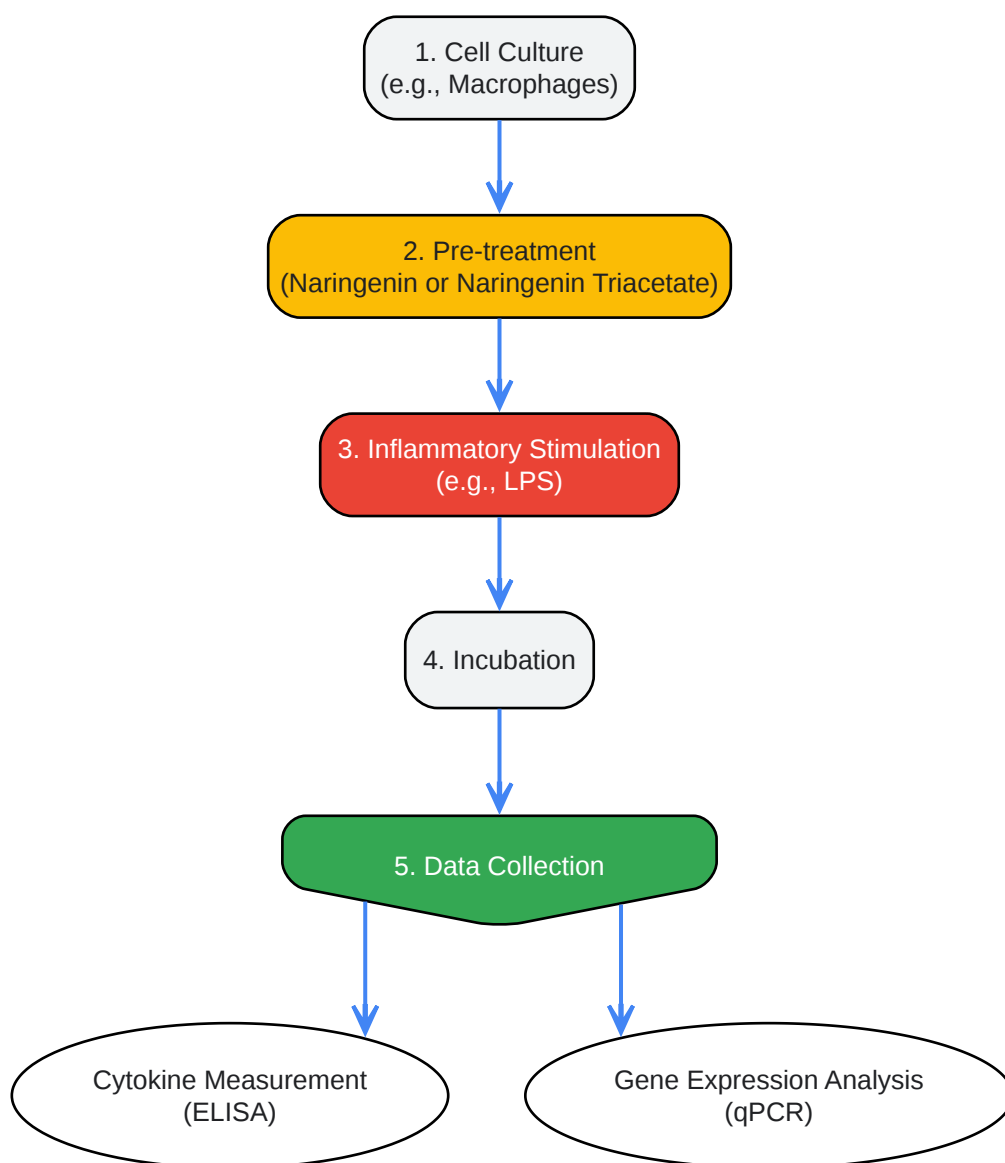 1. Cell Culture
(e.g., Macrophages)
2. Pre-treatment
(Naringenin or Naringenin Triacetate)
3. Inflammatory Stimulation
(e.g., LPS)
4. Incubation
5. Data Collection
Cytokine Measurement
(ELISA)
Gene Expression Analysis
(qPCR)